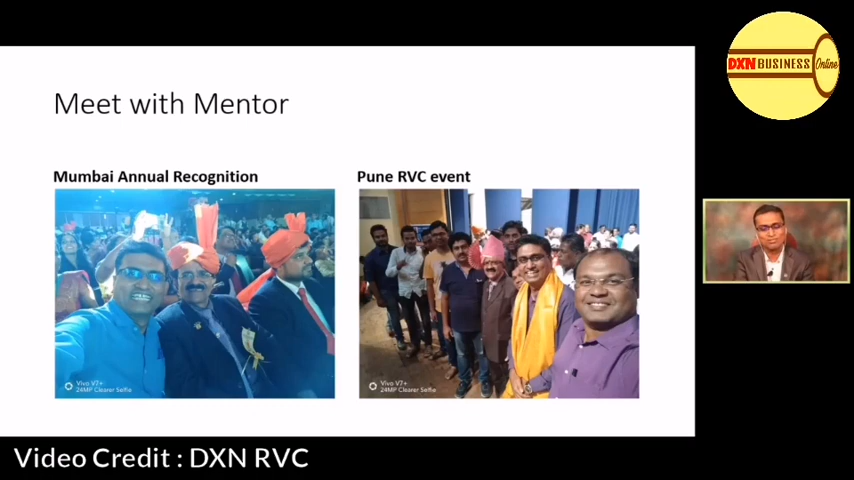 DXN BUSINESS Online
Meet with Mentor
Mumbai Annual Recognition
Pune RVC event
Vivo V7+
24MP Clearer Selfie
Vivo V7+
24MP Clearer Selfie
Video Credit : DXN RVC